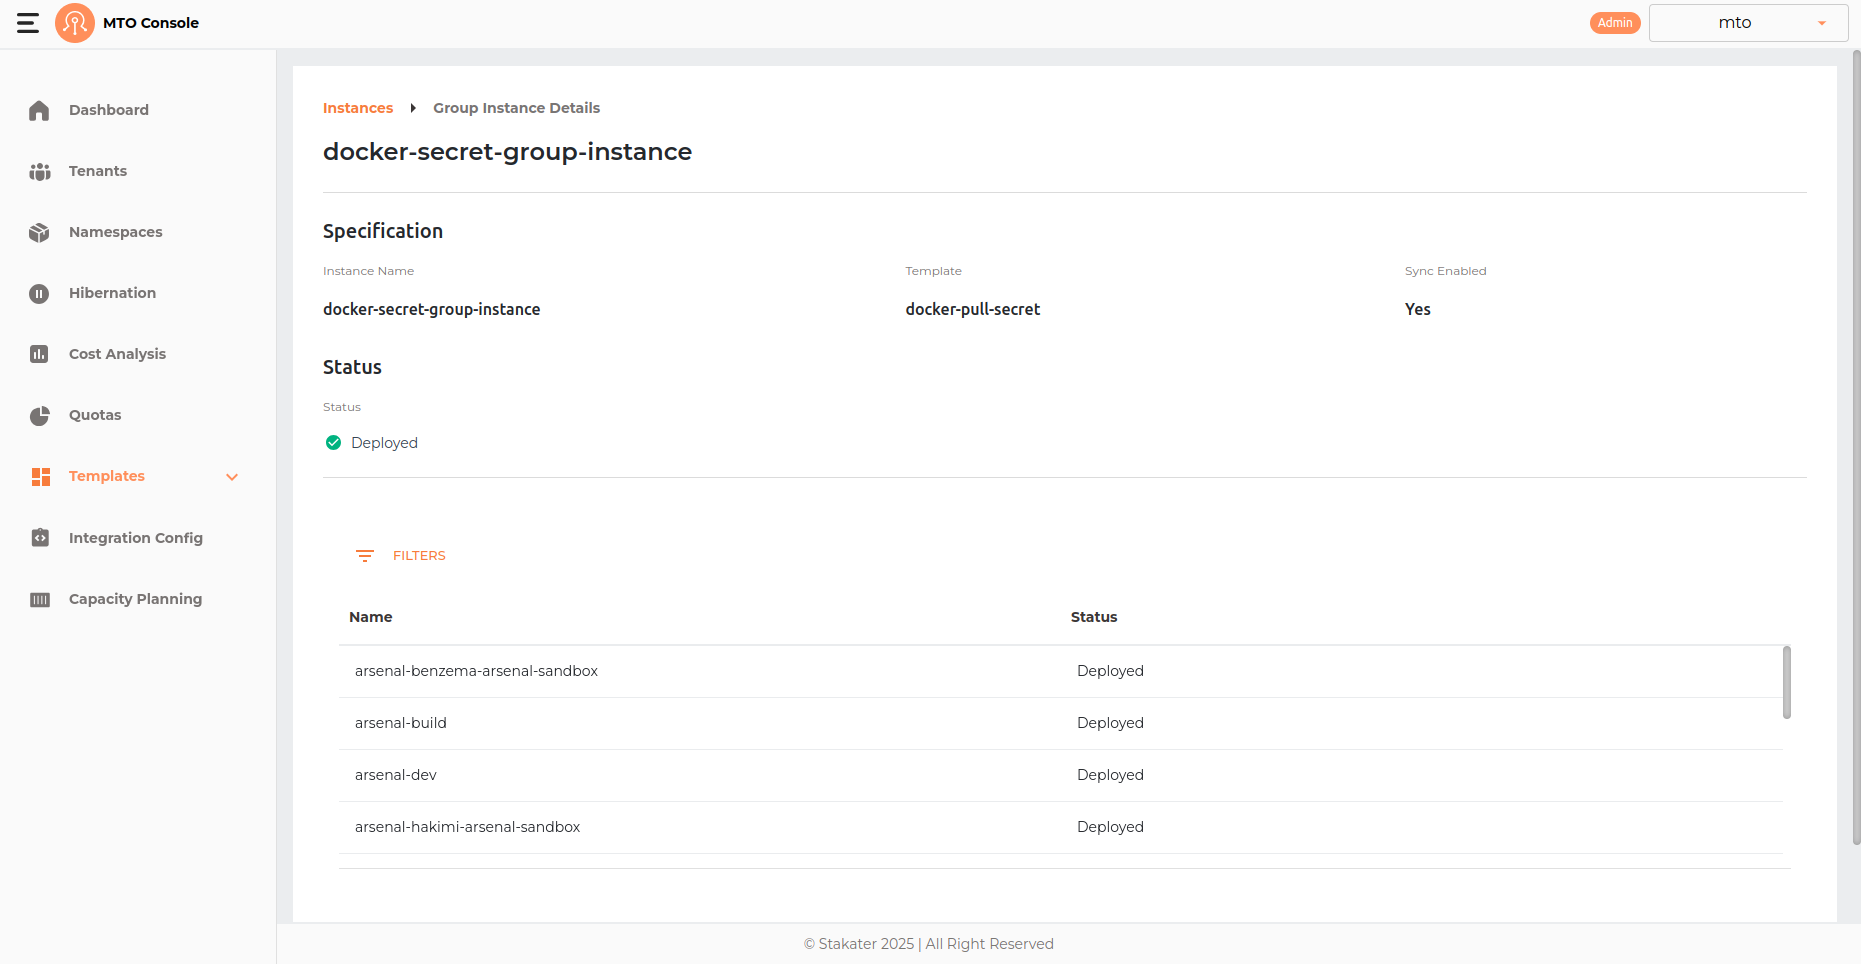 MTO Console
Admin
mto
Dashboard
Tenants
Namespaces
Hibernation
Cost Analysis
Quotas
Templates
Integration Config
Capacity Planning
Instances Group Instance Details
docker-secret-group-instance
Specification
Instance Name Template Sync Enabled
docker-secret-group-instance docker-pull-secret Yes
Status
Status
Deployed
FILTERS
Name Status
arsenal-benzema-arsenal-sandbox Deployed
arsenal-build Deployed
arsenal-dev Deployed
arsenal-hakimi-arsenal-sandbox Deployed
© Stakater 2025 | All Right Reserved